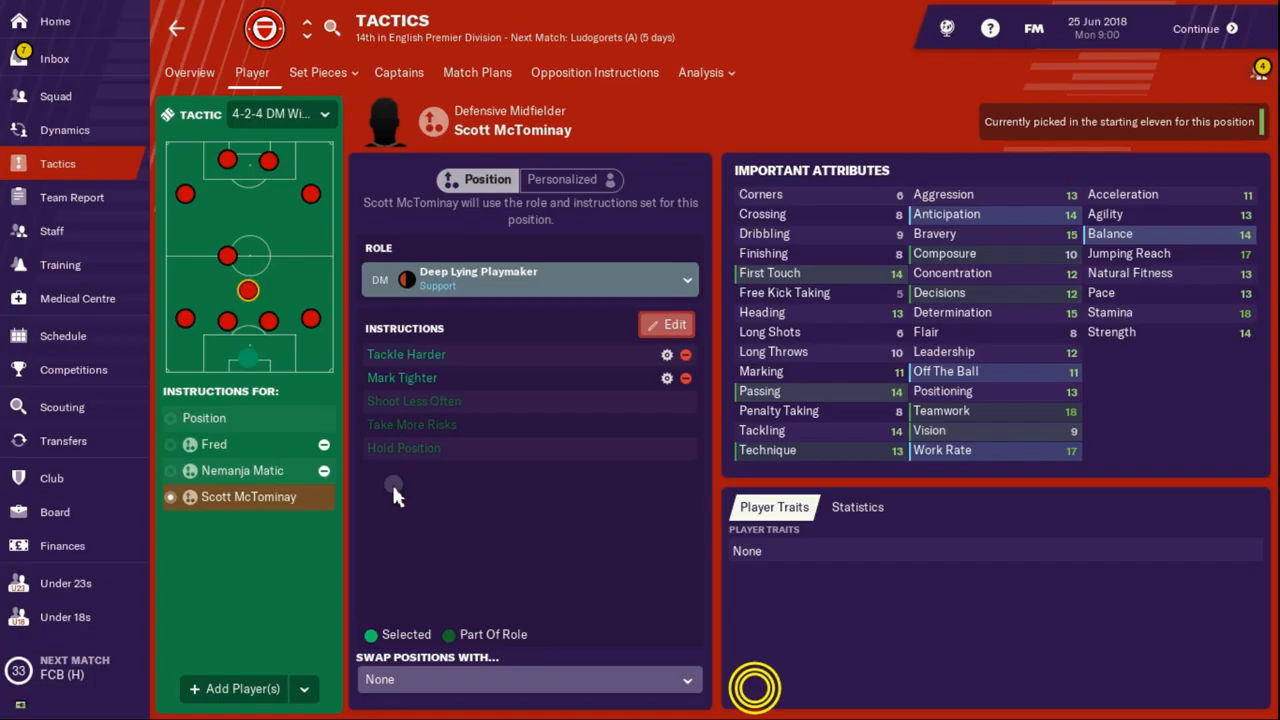 Home
7
Inbox
Squad
Dynamics
Tactics
Team Report
Staff
Training
Medical Centre
Schedule
Competitions
Scouting
Transfers
Club
Board
Finances
U23
Under 23s
U18
Under 18s
33
NEXT MATCH
FCB (H)
TACTICS
14th in English Premier Division - Next Match: Ludogorets (A) (5 days)
FM
25 Jun 2018
Mon 9:00
Continue
Overview
Player
Set Pieces
Captains
Match Plans
Opposition Instructions
Analysis
4
TACTIC
4-2-4 DM Wi...
INSTRUCTIONS FOR:
Position
Fred
Nemanja Matic
Scott McTominay
Add Player(s)
Defensive Midfielder
Scott McTominay
Currently picked in the starting eleven for this position
Position
Personalized
Scott McTominay will use the role and instructions set for this
position.
ROLE
DM
Deep Lying Playmaker
Support
INSTRUCTIONS
Edit
Tackle Harder
Mark Tighter
Shoot Less Often
Take More Risks
Hold Position
Selected
Part Of Role
SWAP POSITIONS WITH...
None
IMPORTANT ATTRIBUTES
Corners 6 Aggression 13 Acceleration 11
Crossing 8 Anticipation 14 Agility 13
Dribbling 9 Bravery 15 Balance 14
Finishing 8 Composure 10 Jumping Reach 17
First Touch 14 Concentration 12 Natural Fitness 13
Free Kick Taking 5 Decisions 12 Pace 13
Heading 13 Determination 15 Stamina 18
Long Shots 6 Flair 8 Strength 14
Long Throws 10 Leadership 12
Marking 11 Off The Ball 11
Passing 14 Positioning 13
Penalty Taking 8 Teamwork 18
Tackling 14 Vision 9
Technique 13 Work Rate 17
Player Traits
Statistics
PLAYER TRAITS
None